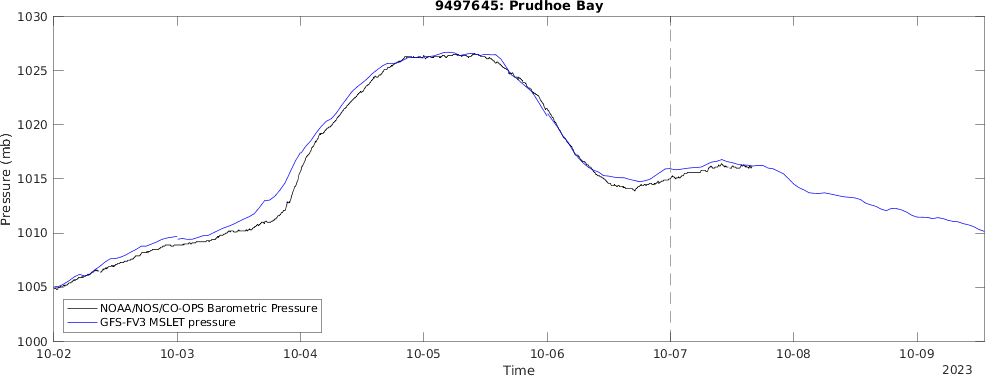 9497645: Prudhoe Bay
1030
1025
1020
1015
1010
1005
1000
Pressure (mb)
NOAA/NOS/CO-OPS Barometric Pressure
GFS-FV3 MSLET pressure
10-02 10-03 10-04 10-05 10-06 10-07 10-08 10-09
Time
2023